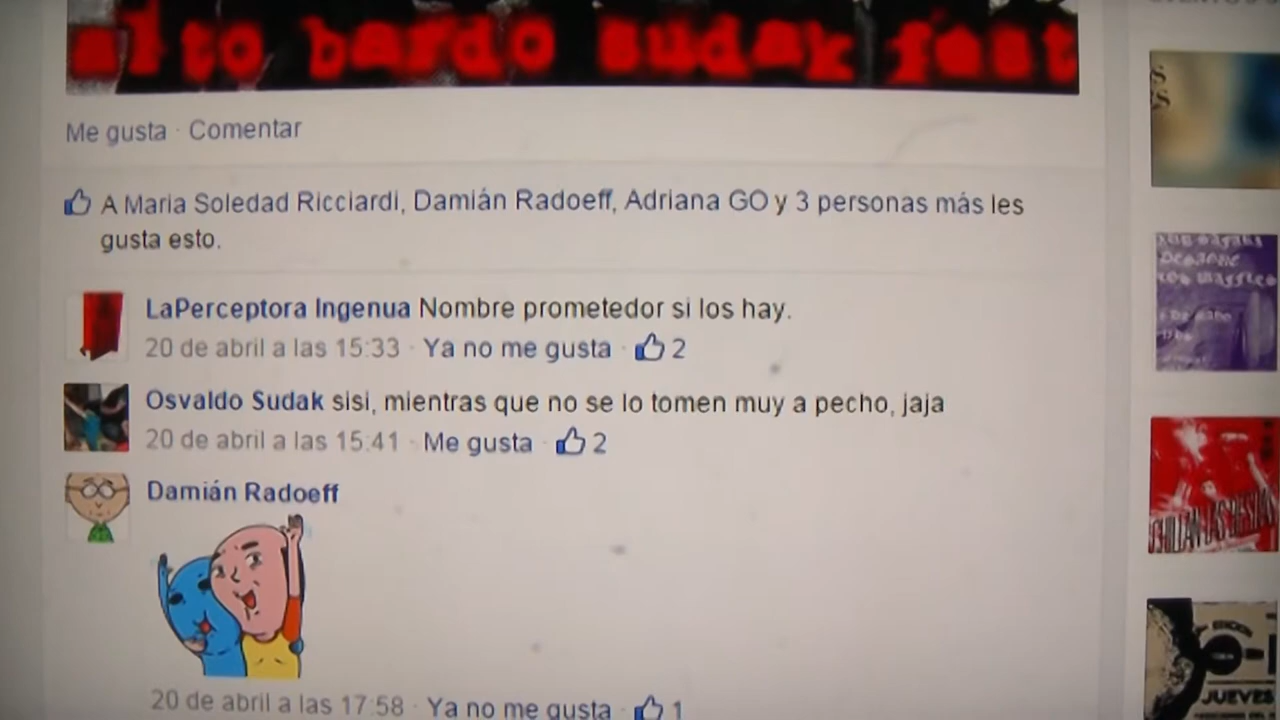 alto bardo sudak fest
Me gusta · Comentar
A Maria Soledad Ricciardi, Damián Radoeff, Adriana GO y 3 personas más les
gusta esto.
LaPerceptora Ingenua Nombre prometedor si los hay.
20 de abril a las 15:33 · Ya no me gusta · 2
Osvaldo Sudak sisi, mientras que no se lo tomen muy a pecho, jaja
20 de abril a las 15:41 · Me gusta · 2
Damián Radoeff
20 de abril a las 17:58 · Ya no me gusta · 1
JUEVES